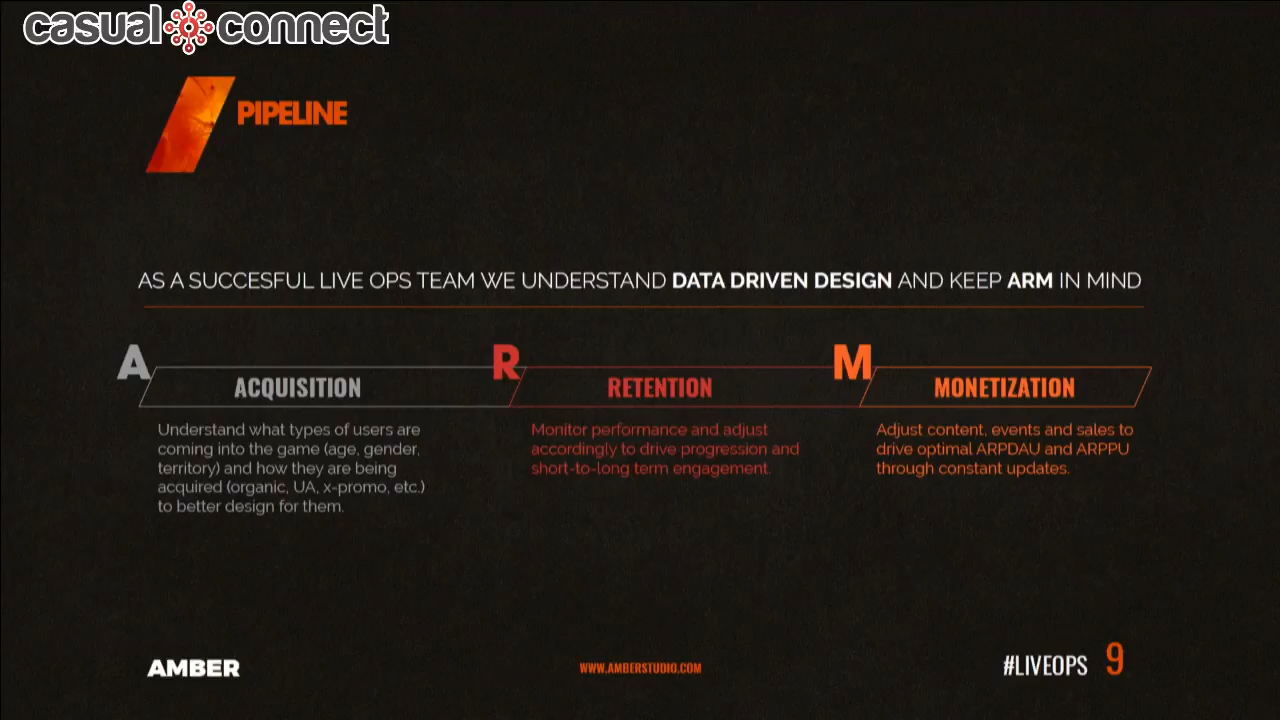 casual connect
PIPELINE
AS A SUCCESFUL LIVE OPS TEAM WE UNDERSTAND DATA DRIVEN DESIGN AND KEEP ARM IN MIND
A
ACQUISITION
Understand what types of users are
coming into the game (age, gender,
territory) and how they are being
acquired (organic, UA, x-promo, etc.)
to better design for them.
R
RETENTION
Monitor performance and adjust
accordingly to drive progression and
short-to-long term engagement.
M
MONETIZATION
Adjust content, events and sales to
drive optimal ARPDAU and ARPPU
through constant updates.
AMBER
WWW.AMBERSTUDIO.COM
#LIVEOPS 9